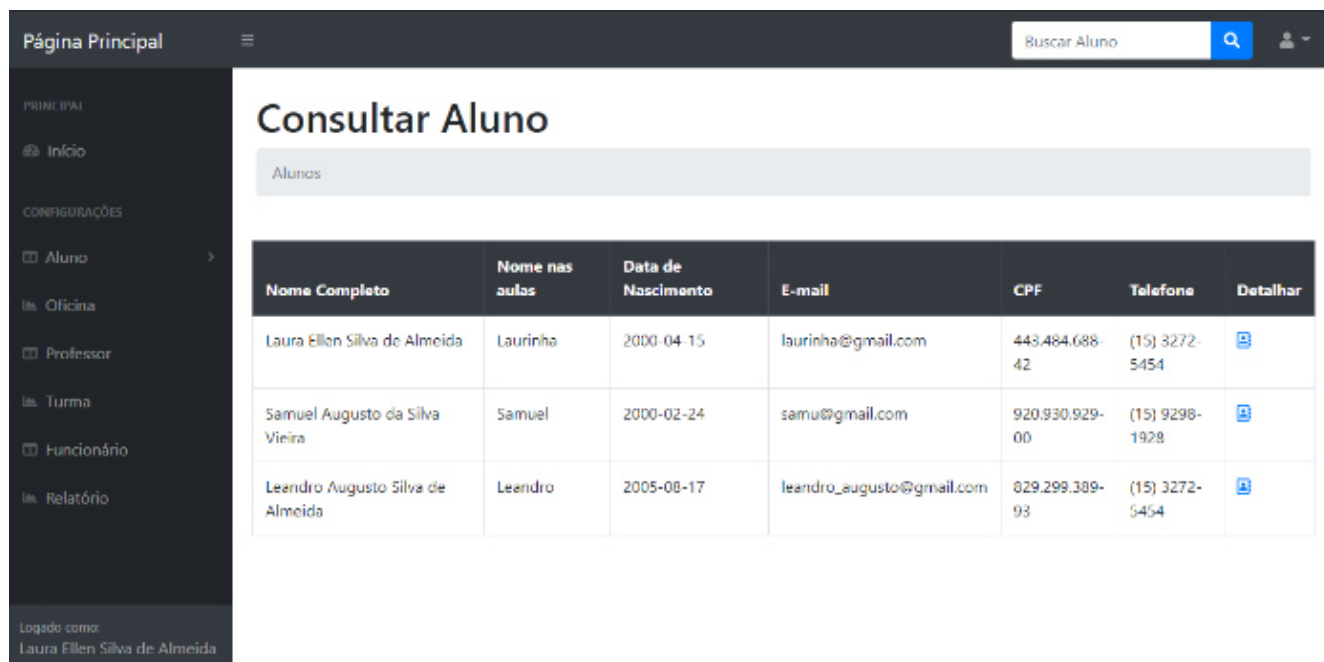 Página Principal
Buscar Aluno
PRINCIPAL
Início
CONFIGURAÇÕES
Aluno
Oficina
Professor
Turma
Funcionário
Relatório
Logado como:
Laura Ellen Silva de Almeida
Consultar Aluno
Alunos
Nome Completo
Nome nas
aulas
Data de
Nascimento
E-mail
CPF
Telefone
Detalhar
Laura Ellen Silva de Almeida
Laurinha
2000-04-15
laurinha@gmail.com
443.484.688-
42
(15) 3272-
5454
Samuel Augusto da Silva
Vieira
Samuel
2000-02-24
samu@gmail.com
920.930.929-
00
(15) 9298-
1928
Leandro Augusto Silva de
Almeida
Leandro
2005-08-17
leandro_augusto@gmail.com
829.299.389-
93
(15) 3272-
5454